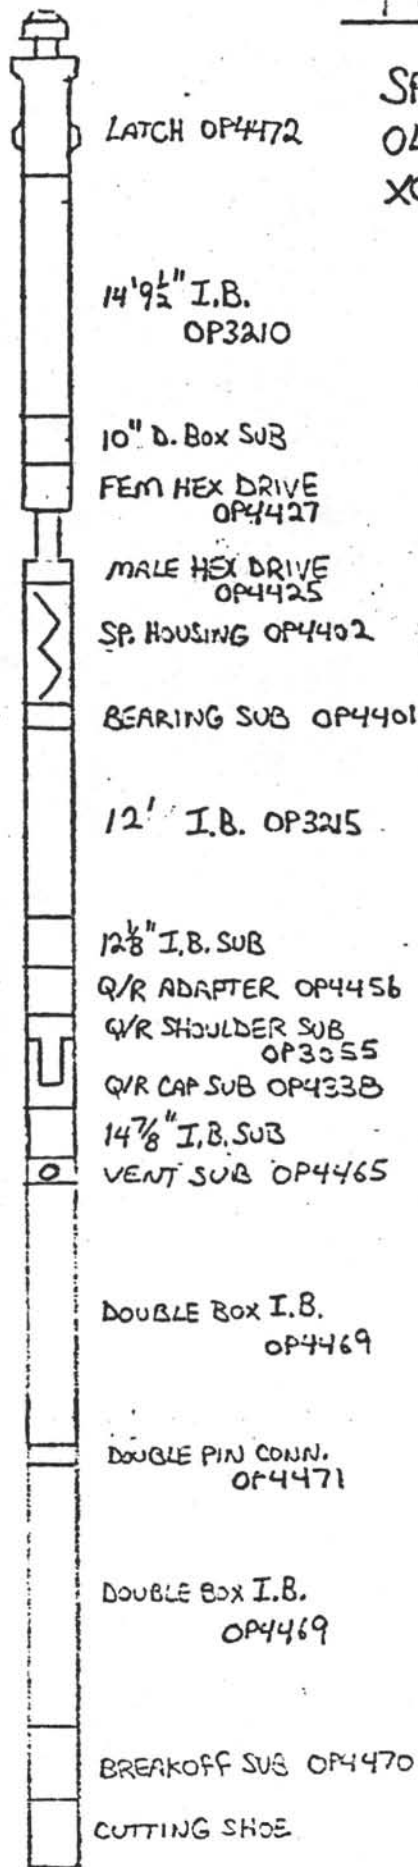 LATCH OP4472
14'9½" I.B.
OP3210
10" D. BOX SUB
FEM HEX DRIVE
OP4427
MALE HEX DRIVE
OP4425
SP. HOUSING OP4402
BEARING SUB OP4401
12' I.B. OP3215
12⅛" I.B. SUB
Q/R ADAPTER OP4456
Q/R SHOULDER SUB
OP3055
Q/R CAP SUB OP4338
14⅞" I.B. SUB
VENT SUB OP4465
DOUBLE BOX I.B.
OP4469
DOUBLE PIN CONN.
OP4471
DOUBLE BOX I.B.
OP4469
BREAKOFF SUB OP4470
CUTTING SHOE